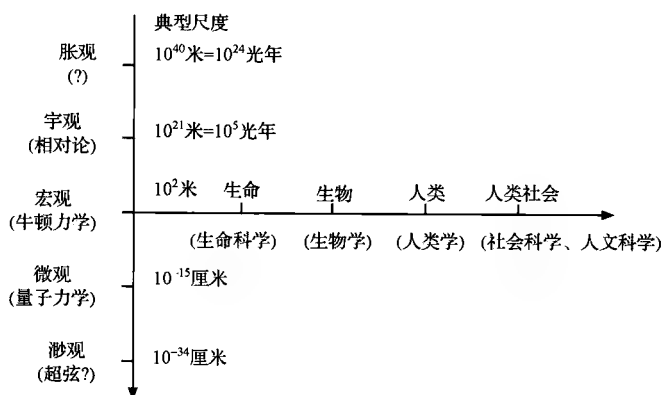 典型尺度
胀观
(?)
10⁴⁰米=10²⁴光年
宇观
(相对论)
10²¹米=10⁵光年
宏观
(牛顿力学)
10²米 生命 生物 人类 人类社会
(生命科学) (生物学) (人类学) (社会科学、人文科学)
微观
(量子力学)
10⁻¹⁵厘米
渺观
(超弦?)
10⁻³⁴厘米